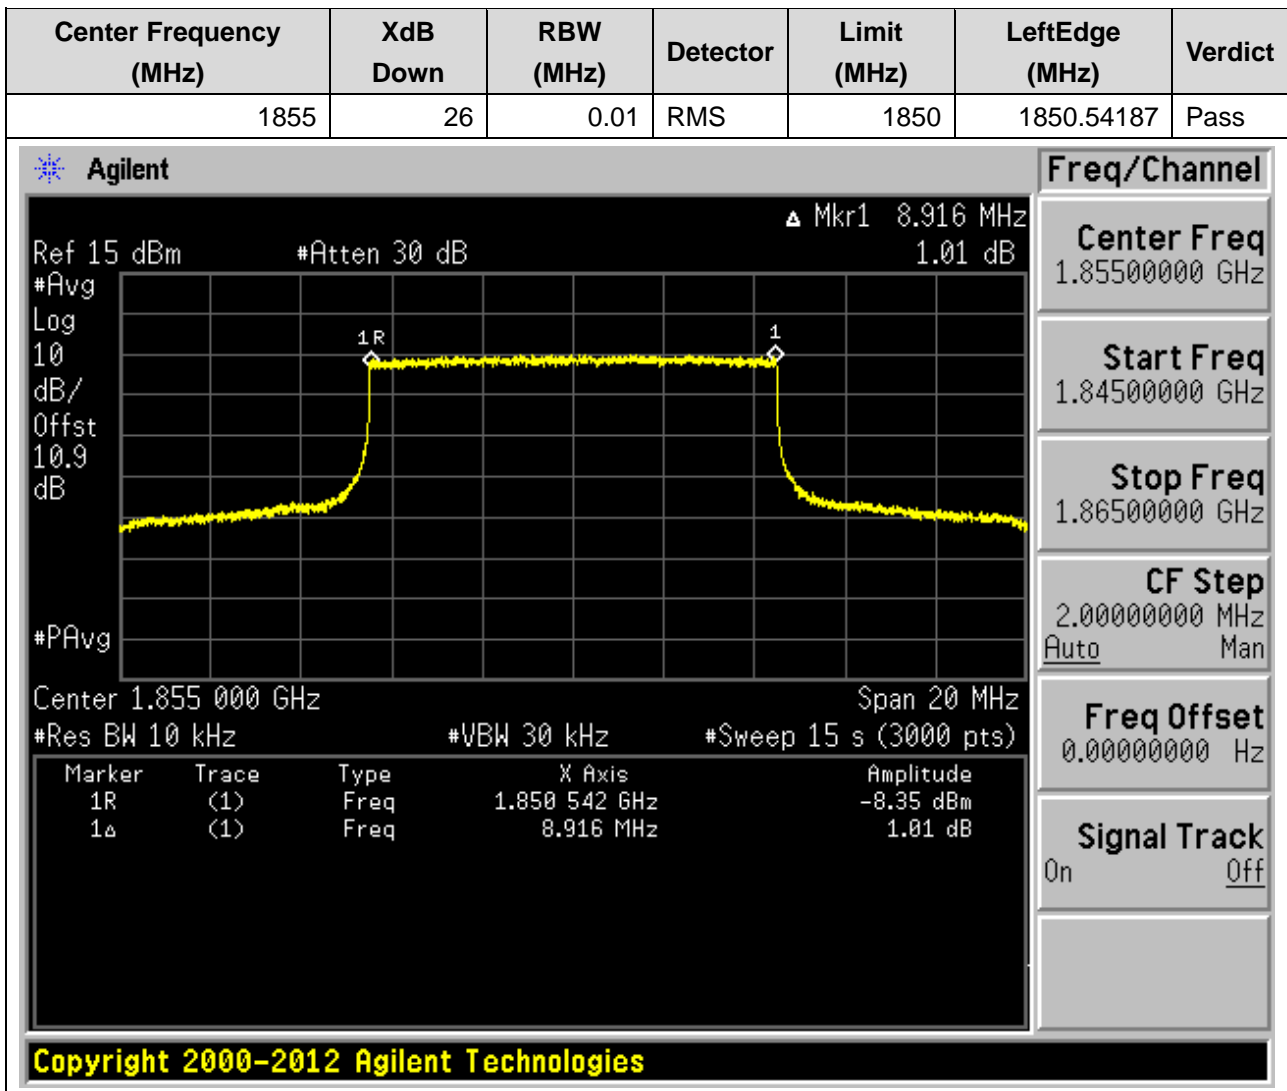 Center Frequency (MHz) XdB Down RBW (MHz) Detector Limit (MHz) LeftEdge (MHz) Verdict
1855 26 0.01 RMS 1850 1850.54187 Pass
Agilent Freq/Channel
Δ Mkr1 8.916 MHz
Ref 15 dBm #Atten 30 dB 1.01 dB
#Avg
Log
10
dB/
Offst
10.9
dB
#PAvg
1R
1
Center 1.855 000 GHz Span 20 MHz
#Res BW 10 kHz #VBW 30 kHz #Sweep 15 s (3000 pts)
Marker Trace Type X Axis Amplitude
1R (1) Freq 1.850 542 GHz -8.35 dBm
1Δ (1) Freq 8.916 MHz 1.01 dB
Center Freq
1.85500000 GHz
Start Freq
1.84500000 GHz
Stop Freq
1.86500000 GHz
CF Step
2.00000000 MHz
Auto Man
Freq Offset
0.00000000 Hz
Signal Track
On Off
Copyright 2000-2012 Agilent Technologies